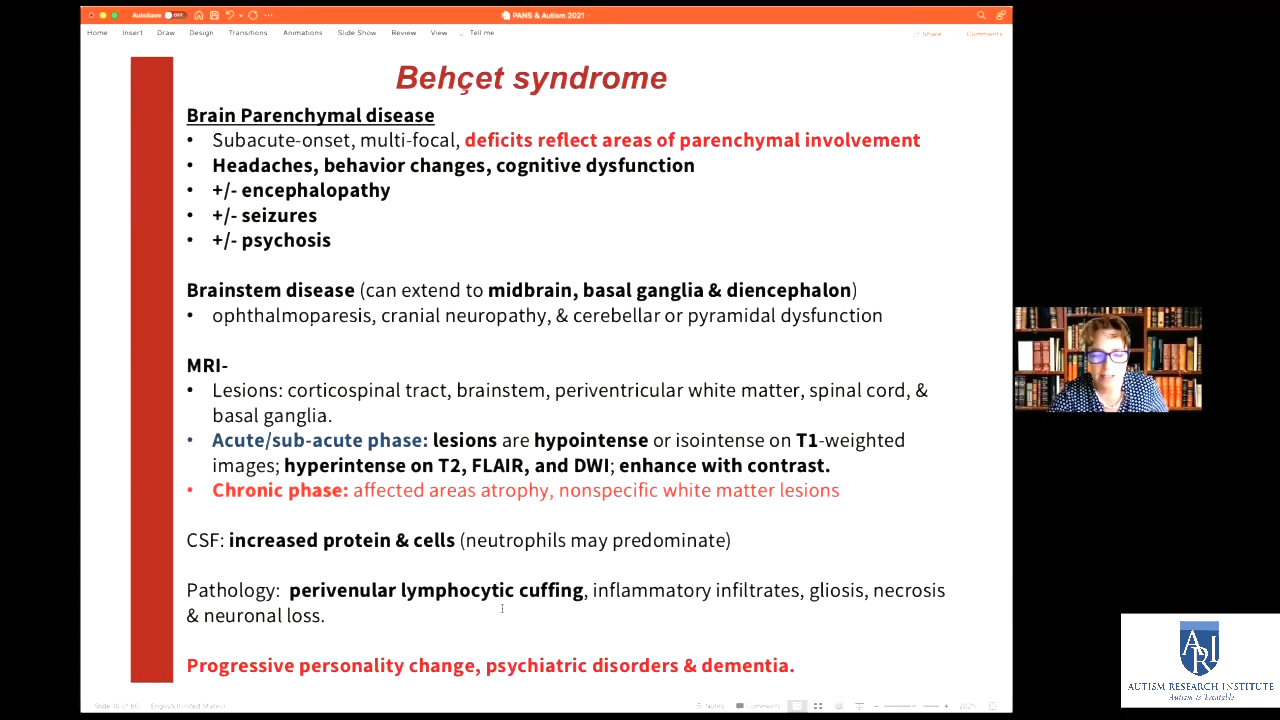 AutoSave OFF
PANS & Autism 2021
Home Insert Draw Design Transitions Animations Slide Show Review View Tell me
Share Comments
Behçet syndrome
Brain Parenchymal disease
• Subacute-onset, multi-focal, deficits reflect areas of parenchymal involvement
• Headaches, behavior changes, cognitive dysfunction
• +/- encephalopathy
• +/- seizures
• +/- psychosis
Brainstem disease (can extend to midbrain, basal ganglia & diencephalon)
• ophthalmoparesis, cranial neuropathy, & cerebellar or pyramidal dysfunction
MRI-
• Lesions: corticospinal tract, brainstem, periventricular white matter, spinal cord, &
basal ganglia.
• Acute/sub-acute phase: lesions are hypointense or isointense on T1-weighted
images; hyperintense on T2, FLAIR, and DWI; enhance with contrast.
• Chronic phase: affected areas atrophy, nonspecific white matter lesions
CSF: increased protein & cells (neutrophils may predominate)
Pathology: perivenular lymphocytic cuffing, inflammatory infiltrates, gliosis, necrosis
& neuronal loss.
Progressive personality change, psychiatric disorders & dementia.
English (United States)
Notes Comments
ARI
AUTISM RESEARCH INSTITUTE
Autism is Treatable